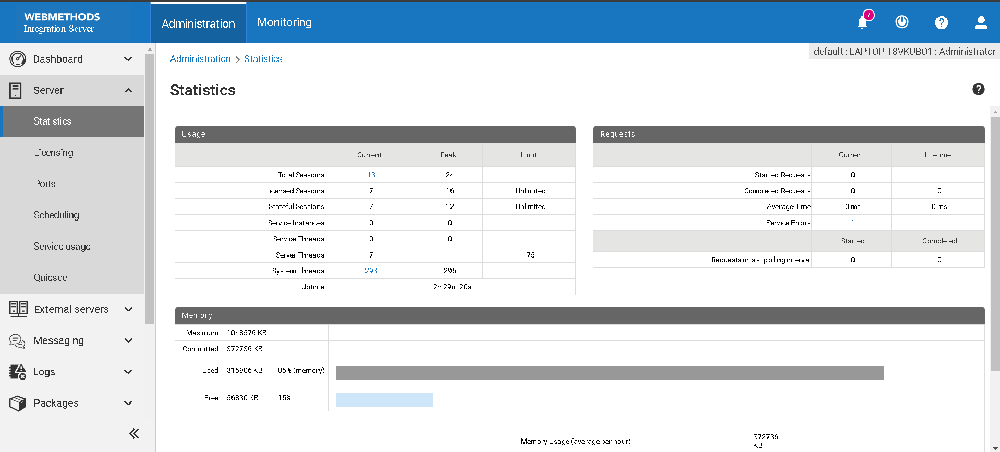 WEBMETHODS
Integration Server
Administration
Monitoring
7
default : LAPTOP-T8VKUBO1 : Administrator
Dashboard
Server
Statistics
Licensing
Ports
Scheduling
Service usage
Quiesce
External servers
Messaging
Logs
Packages
Administration > Statistics
Statistics
Usage
Current Peak Limit
Total Sessions 13 24 -
Licensed Sessions 7 16 Unlimited
Stateful Sessions 7 12 Unlimited
Service Instances 0 0 -
Service Threads 0 0 -
Server Threads 7 - 75
System Threads 293 296 -
Uptime 2h:29m:20s
Requests
Current Lifetime
Started Requests 0 -
Completed Requests 0 0
Average Time 0 ms 0 ms
Service Errors 1 -
Started Completed
Requests in last polling interval 0 0
Memory
Maximum 1048576 KB
Committed 372736 KB
Used 315906 KB 85% (memory)
Free 56830 KB 15%
Memory Usage (average per hour)
372736
KB